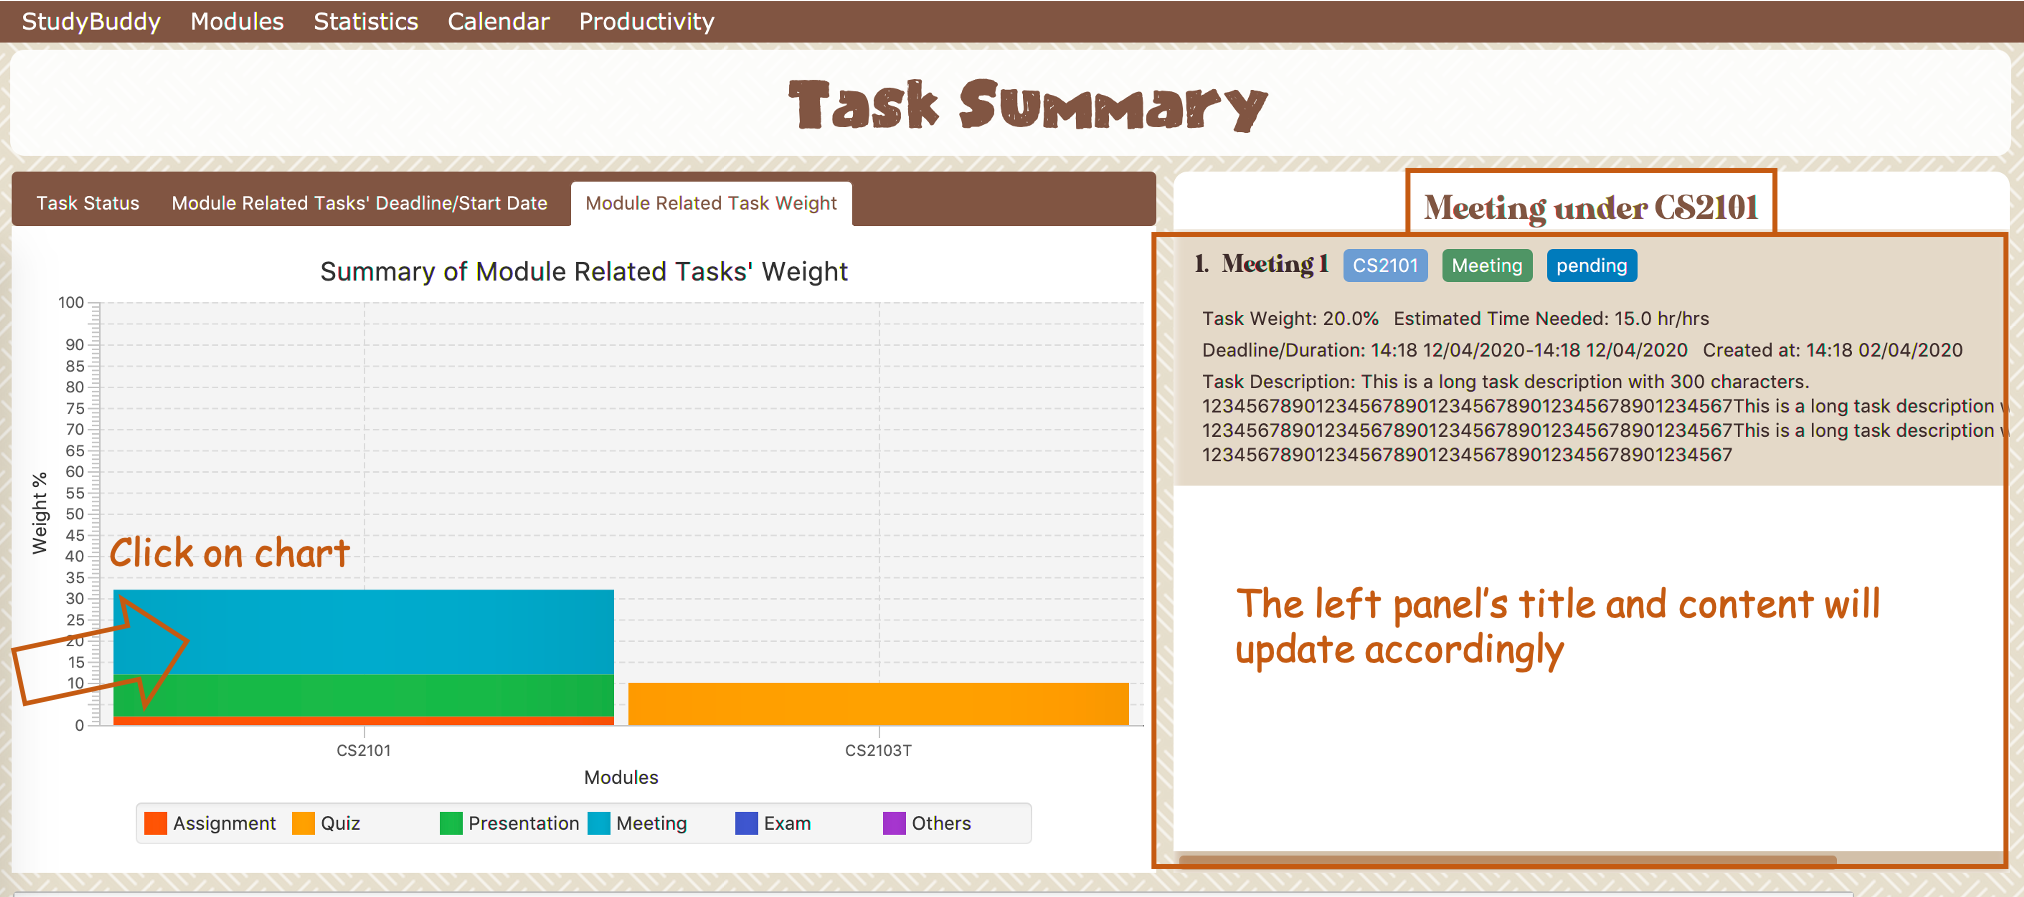 StudyBuddy Modules Statistics Calendar Productivity
Task Summary
Task Status Module Related Tasks' Deadline/Start Date Module Related Task Weight
Summary of Module Related Tasks' Weight
100
90
85
80
75
70
65
60
55
50
45
40
35
30
25
20
15
10
0
Weight %
Click on chart
CS2101 CS2103T
Modules
Assignment Quiz Presentation Meeting Exam Others
Meeting under CS2101
1. Meeting 1 CS2101 Meeting pending
Task Weight: 20.0% Estimated Time Needed: 15.0 hr/hrs
Deadline/Duration: 14:18 12/04/2020-14:18 12/04/2020 Created at: 14:18 02/04/2020
Task Description: This is a long task description with 300 characters.
12345678901234567890123456789012345678901234567This is a long task description
12345678901234567890123456789012345678901234567This is a long task description
12345678901234567890123456789012345678901234567
The left panel's title and content will
update accordingly